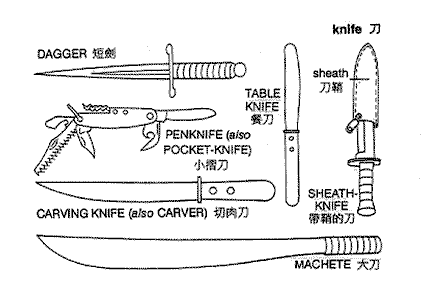 knife 刀
DAGGER 短劍
sheath
刀鞘
TABLE
KNIFE
餐刀
PENKNIFE (also
POCKET-KNIFE)
小摺刀
SHEATH-
KNIFE
帶鞘的刀
CARVING KNIFE (also CARVER) 切肉刀
MACHETE 大刀